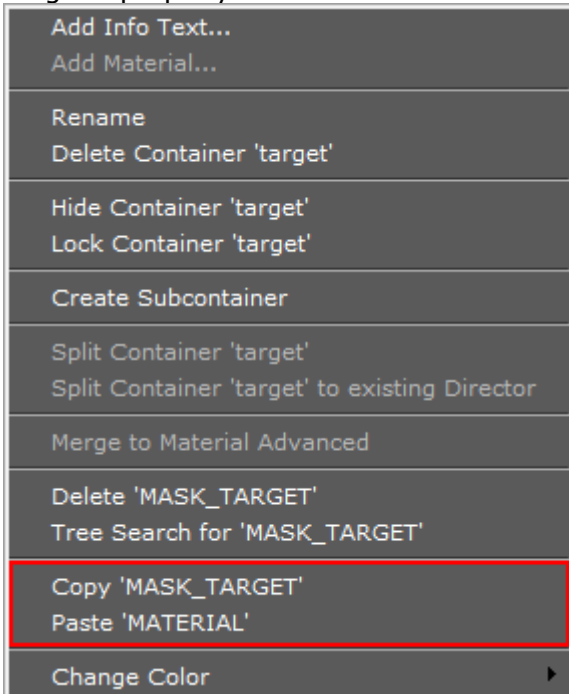 Add Info Text...
Add Material...
Rename
Delete Container 'target'
Hide Container 'target'
Lock Container 'target'
Create Subcontainer
Split Container 'target'
Split Container 'target' to existing Director
Merge to Material Advanced
Delete 'MASK_TARGET'
Tree Search for 'MASK_TARGET'
Copy 'MASK_TARGET'
Paste 'MATERIAL'
Change Color